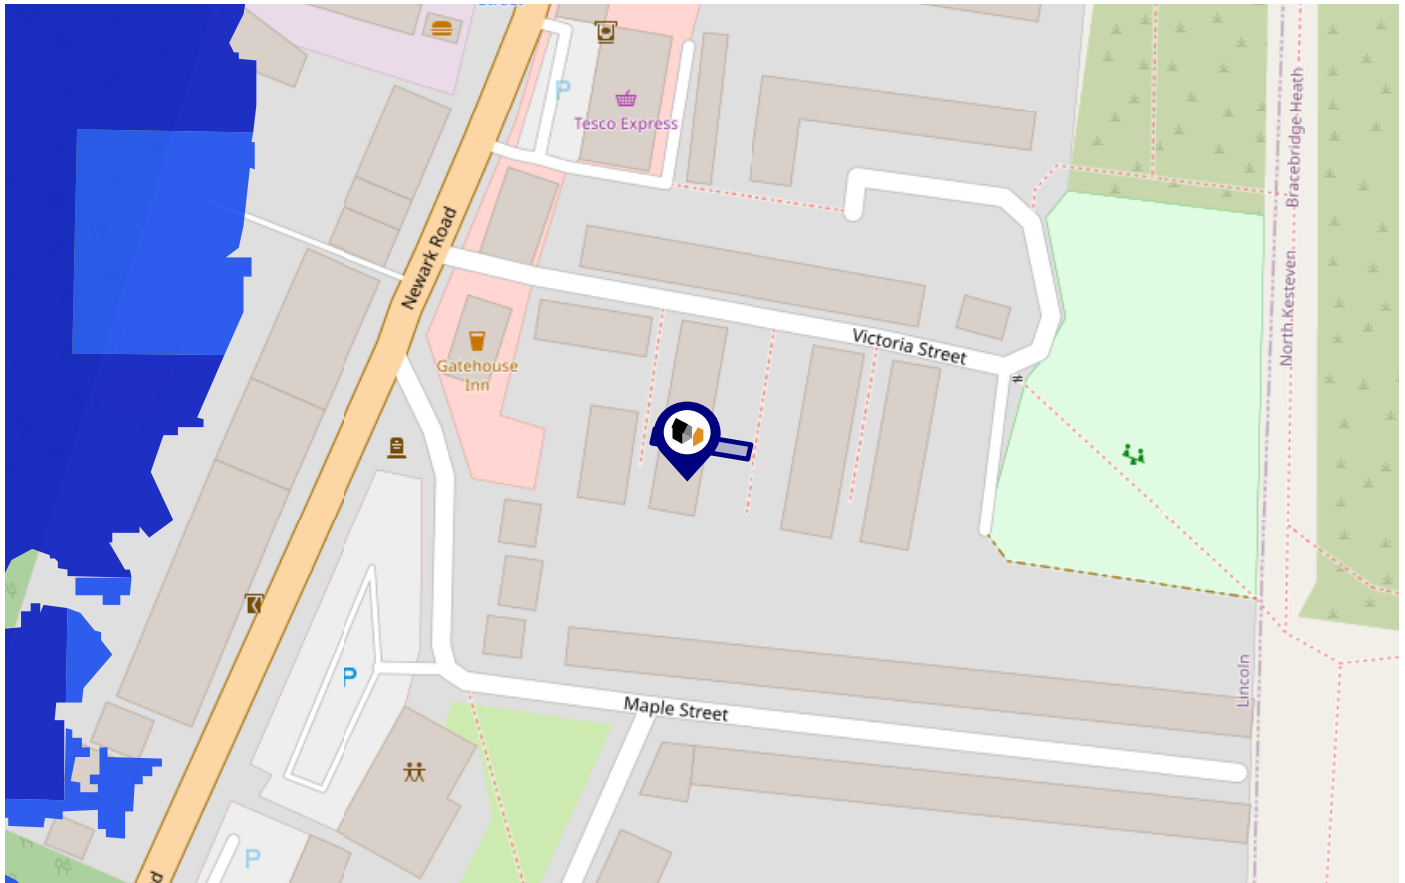 P
Tesco Express
Bracebridge Heath
Newark Road
North Kesteven
Victoria Street
Gatehouse
Inn
Lincoln
P
Maple Street
P